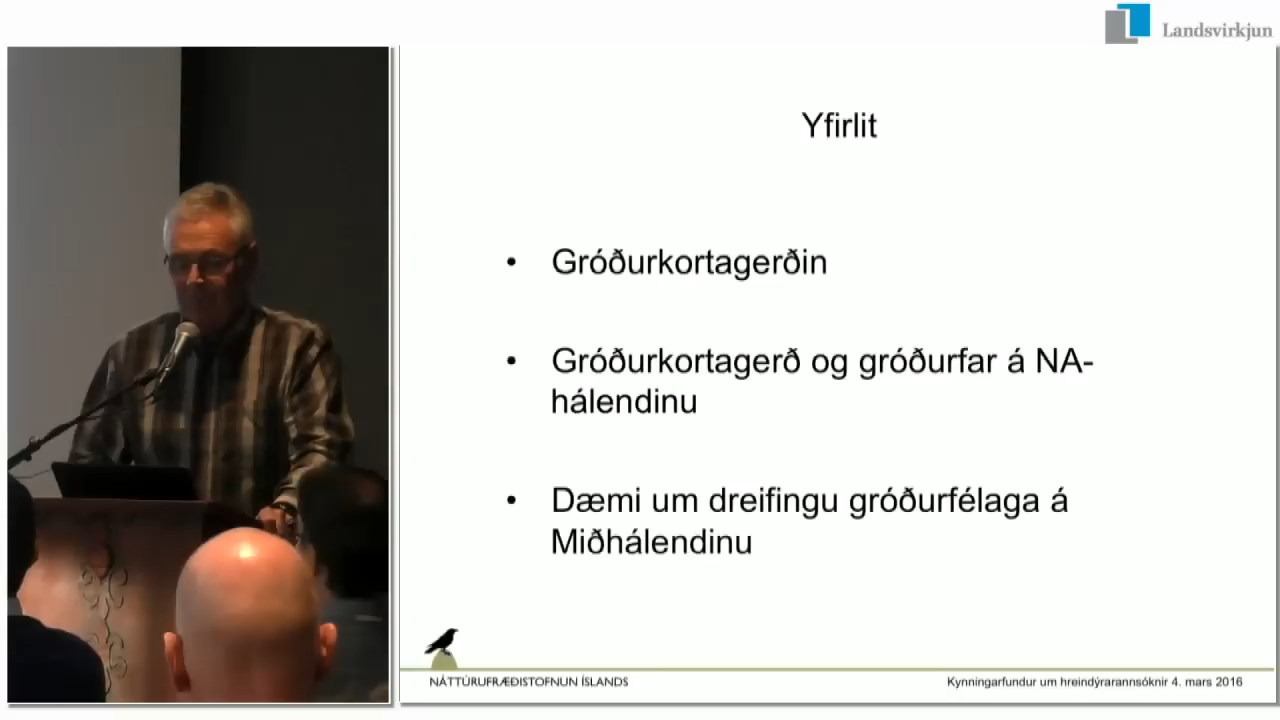 Landsvirkjun
Yfirlit
• Gróðurkortagerðin
• Gróðurkortagerð og gróðurfar á NA-
hálendinu
• Dæmi um dreifingu gróðurfélaga á
Miðhálendinu
NÁTTÚRUFRÆÐISTOFNUN ÍSLANDS
Kynningarfundur um hreindýrarannsóknir 4. mars 2016